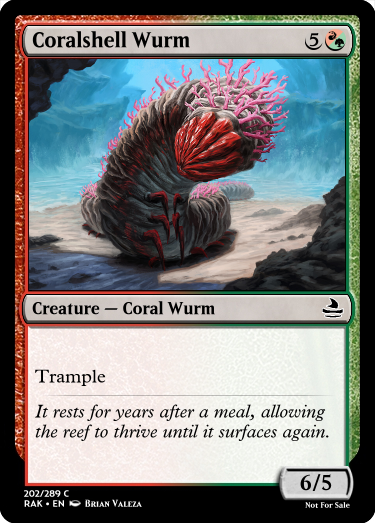 Coralshell Wurm 5
Creature — Coral Wurm
Trample
It rests for years after a meal, allowing
the reef to thrive until it surfaces again.
6/5
202/289 C
RAK • EN Brian Valeza
Not For Sale